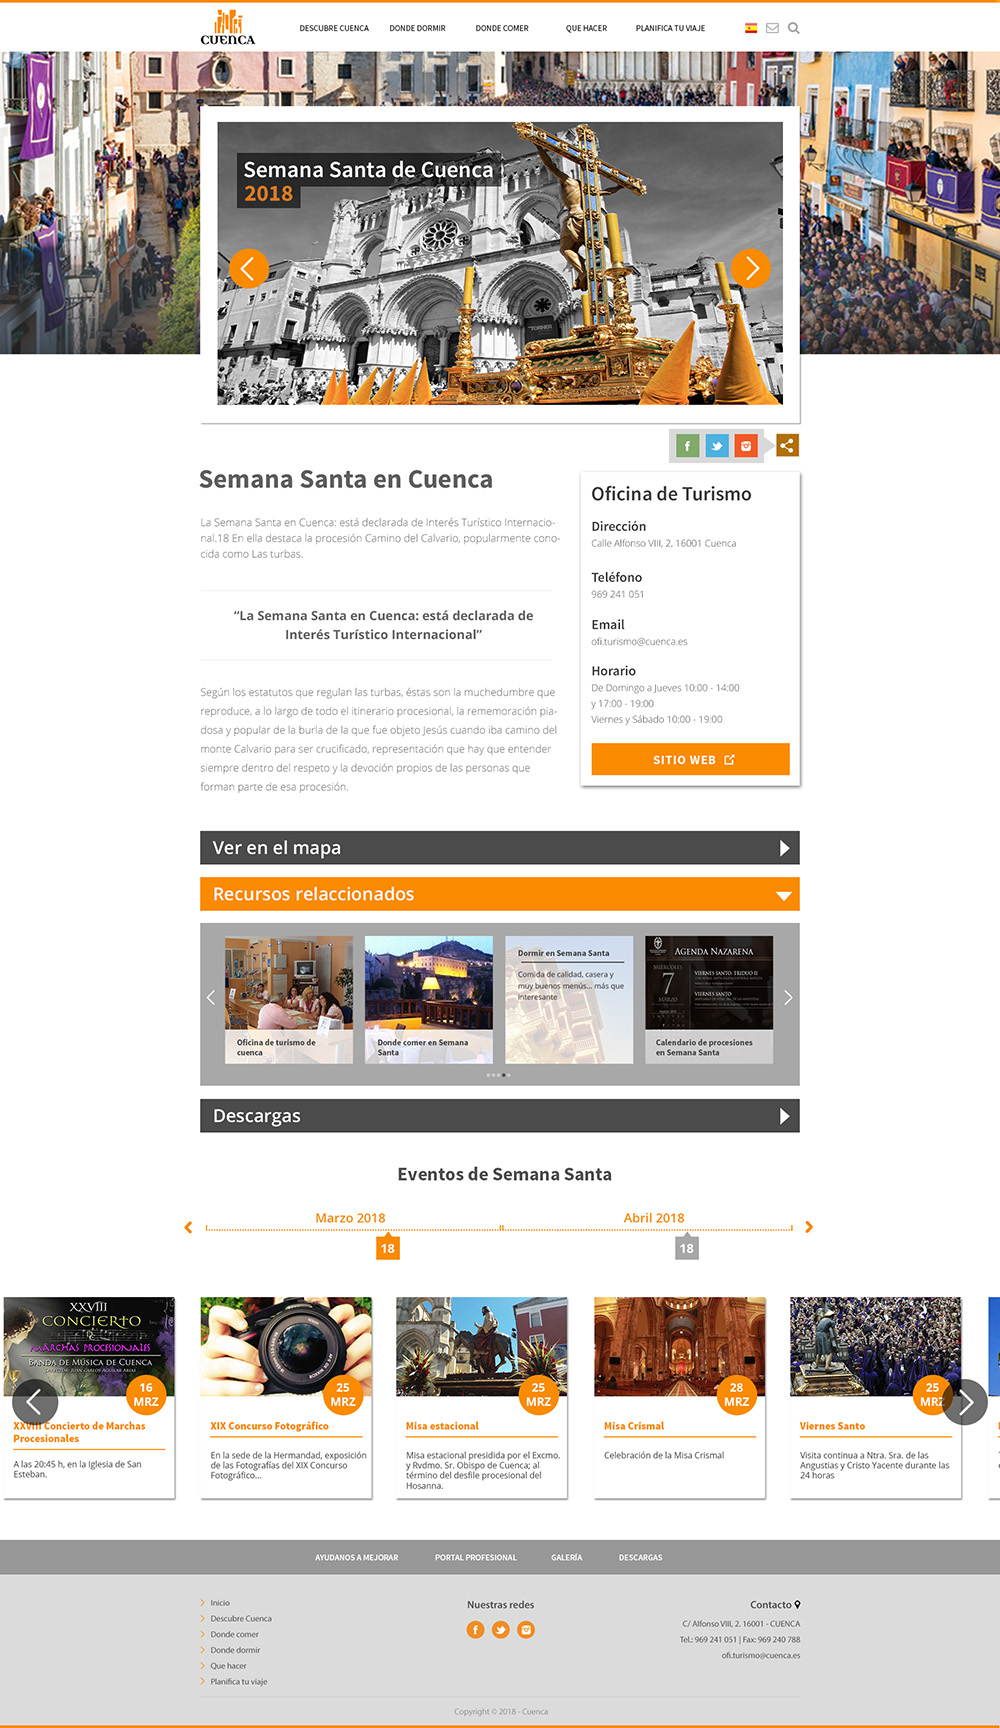 CUENCA
DESCUBRE CUENCA
DONDE DORMIR
DONDE COMER
QUE HACER
PLANIFICA TU VIAJE
Semana Santa de Cuenca
2018
TORNER
Semana Santa en Cuenca
La Semana Santa en Cuenca: está declarada de Interés Turístico Internacio-
nal.18 En ella destaca la procesión Camino del Calvario, popularmente cono-
cida como Las turbas.
“La Semana Santa en Cuenca: está declarada de
Interés Turístico Internacional”
Según los estatutos que regulan las turbas, éstas son la muchedumbre que
reproduce, a lo largo de todo el itinerario procesional, la rememoración pia-
dosa y popular de la burla de la que fue objeto Jesús cuando iba camino del
monte Calvario para ser crucificado, representación que hay que entender
siempre dentro del respeto y la devoción propios de las personas que
forman parte de esa procesión.
Oficina de Turismo
Dirección
Calle Alfonso VIII, 2, 16001 Cuenca
Teléfono
969 241 051
Email
ofi.turismo@cuenca.es
Horario
De Domingo a Jueves 10:00 - 14:00
y 17:00 - 19:00
Viernes y Sábado 10:00 - 19:00
SITIO WEB
Ver en el mapa
Recursos relaccionados
Oficina de turismo de
cuenca
Donde comer en Semana
Santa
Dormir en Semana Santa
Comida de calidad, casera y
muy buenos menús... más que
interesante
AGENDA NAZARENA
MIÉRCOLES
7
MARZO
VIERNES SANTO. TRIDUO II
VIERNES SANTO
Calendario de procesiones
en Semana Santa
Descargas
Eventos de Semana Santa
Marzo 2018
Abril 2018
18
18
XXVIII
CONCIERTO
MARCHAS PROCESIONALES
BANDA DE MÚSICA DE CUENCA
16
MRZ
XXVIII Concierto de Marchas
Procesionales
A las 20:45 h, en la Iglesia de San
Esteban.
25
MRZ
XIX Concurso Fotográfico
En la sede de la Hermandad, exposición
de las Fotografías del XIX Concurso
Fotográfico...
25
MRZ
Misa estacional
Misa estacional presidida por el Excmo.
y Rvdmo. Sr. Obispo de Cuenca; al
término del desfile procesional del
Hosanna.
28
MRZ
Misa Crismal
Celebración de la Misa Crismal
25
MRZ
Viernes Santo
Visita continua a Ntra. Sra. de las
Angustias y Cristo Yacente durante las
24 horas
AYUDANOS A MEJORAR
PORTAL PROFESIONAL
GALERÍA
DESCARGAS
Inicio
Descubre Cuenca
Donde comer
Donde dormir
Que hacer
Planifica tu viaje
Nuestras redes
Contacto
C/ Alfonso VIII, 2. 16001 - CUENCA
Tel.: 969 241 051 | Fax: 969 240 788
ofi.turismo@cuenca.es
Copyright © 2018 - Cuenca